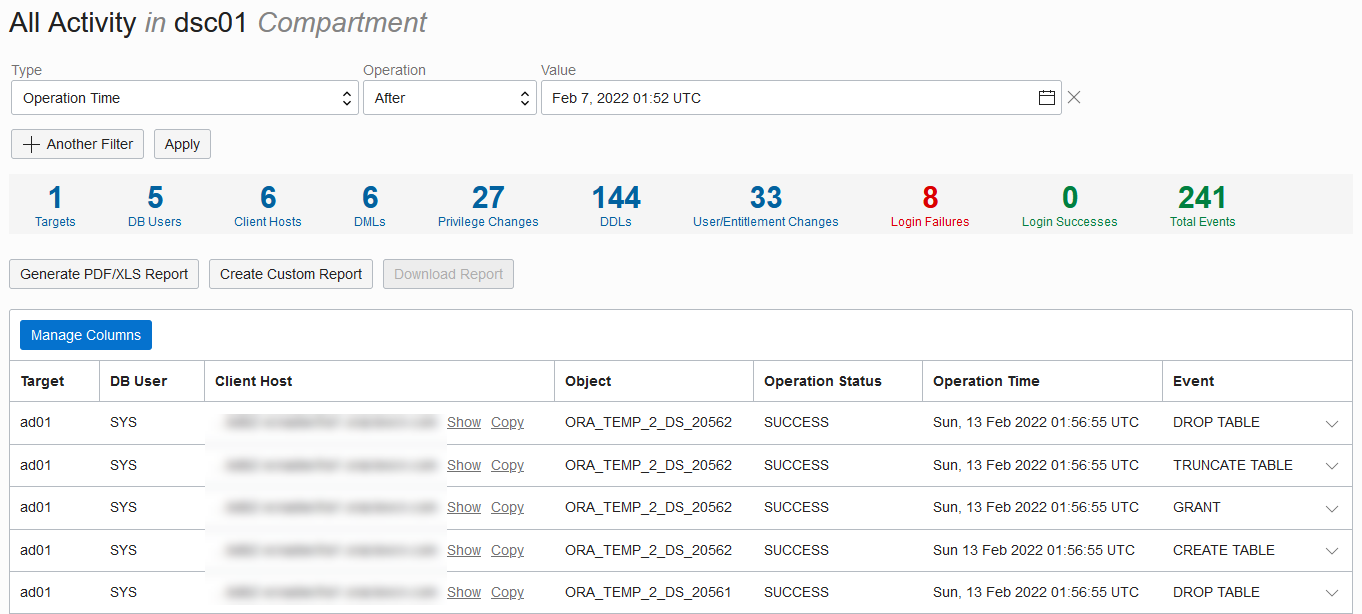 All Activity in dsc01 Compartment
Type Operation Value
Operation Time After Feb 7, 2022 01:52 UTC
Another Filter Apply
1 5 6 6 27 144 33 8 0 241
Targets DB Users Client Hosts DMLs Privilege Changes DDLs User/Entitlement Changes Login Failures Login Successes Total Events
Generate PDF/XLS Report Create Custom Report Download Report
Manage Columns
Target DB User Client Host Object Operation Status Operation Time Event
ad01 SYS Show Copy ORA_TEMP_2_DS_20562 SUCCESS Sun, 13 Feb 2022 01:56:55 UTC DROP TABLE
ad01 SYS Show Copy ORA_TEMP_2_DS_20562 SUCCESS Sun, 13 Feb 2022 01:56:55 UTC TRUNCATE TABLE
ad01 SYS Show Copy ORA_TEMP_2_DS_20562 SUCCESS Sun, 13 Feb 2022 01:56:55 UTC GRANT
ad01 SYS Show Copy ORA_TEMP_2_DS_20562 SUCCESS Sun 13 Feb 2022 01:56:55 UTC CREATE TABLE
ad01 SYS Show Copy ORA_TEMP_2_DS_20561 SUCCESS Sun, 13 Feb 2022 01:56:55 UTC DROP TABLE